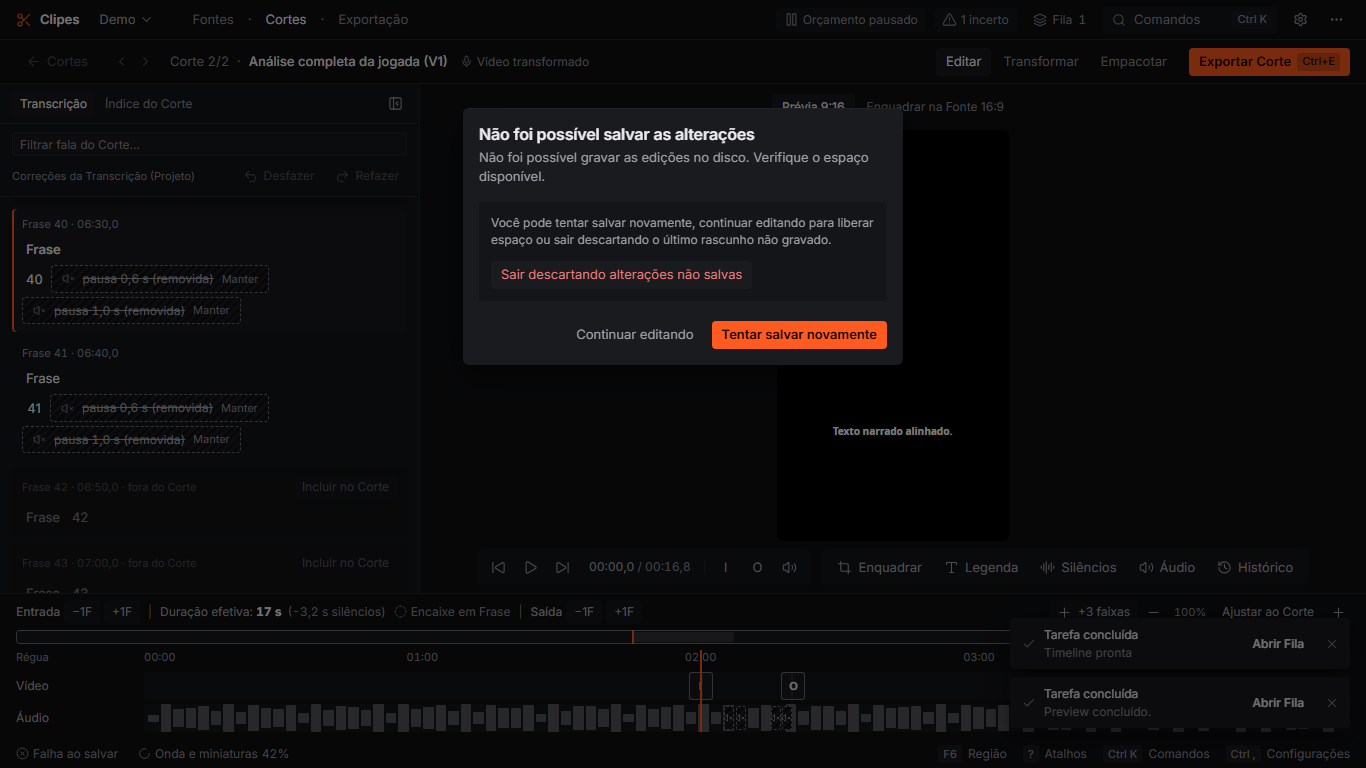 Clipes Demo Fontes · Cortes · Exportação Orçamento pausado 1 incerto Fila 1 Comandos Ctrl K
Cortes Corte 2/2 · Análise completa da jogada (V1) Vídeo transformado Editar Transformar Empacotar Exportar Corte Ctrl+E
Transcrição Índice do Corte
Filtrar fala do Corte...
Correções da Transcrição (Projeto) Desfazer Refazer
Frase 40 · 06:30,0
Frase
40 pausa 0,6 s (removida) Manter
pausa 1,0 s (removida) Manter
Frase 41 · 06:40,0
Frase
41 pausa 0,6 s (removida) Manter
pausa 1,0 s (removida) Manter
Frase 42 · 06:50,0 · fora do Corte Incluir no Corte
Frase 42
Frase 43 · 07:00,0 · fora do Corte Incluir no Corte
Frase 43
Prévia 9:16 Enquadrar na Fonte 16:9
Não foi possível salvar as alterações
Não foi possível gravar as edições no disco. Verifique o espaço
disponível.
Você pode tentar salvar novamente, continuar editando para liberar
espaço ou sair descartando o último rascunho não gravado.
Sair descartando alterações não salvas
Continuar editando Tentar salvar novamente
Texto narrado alinhado.
00:00,0 / 00:16,8 I O Enquadrar Legenda Silêncios Áudio Histórico
Entrada −1F +1F Duração efetiva: 17 s (−3,2 s silêncios) Encaixe em Frase Saída −1F +1F +3 faixas 100% Ajustar ao Corte
Régua 00:00 01:00 02:00 03:00
Vídeo I O
Áudio
Tarefa concluída
Timeline pronta
Abrir Fila
Tarefa concluída
Preview concluído.
Abrir Fila
Falha ao salvar Onda e miniaturas 42% F6 Região ? Atalhos Ctrl K Comandos Ctrl , Configurações